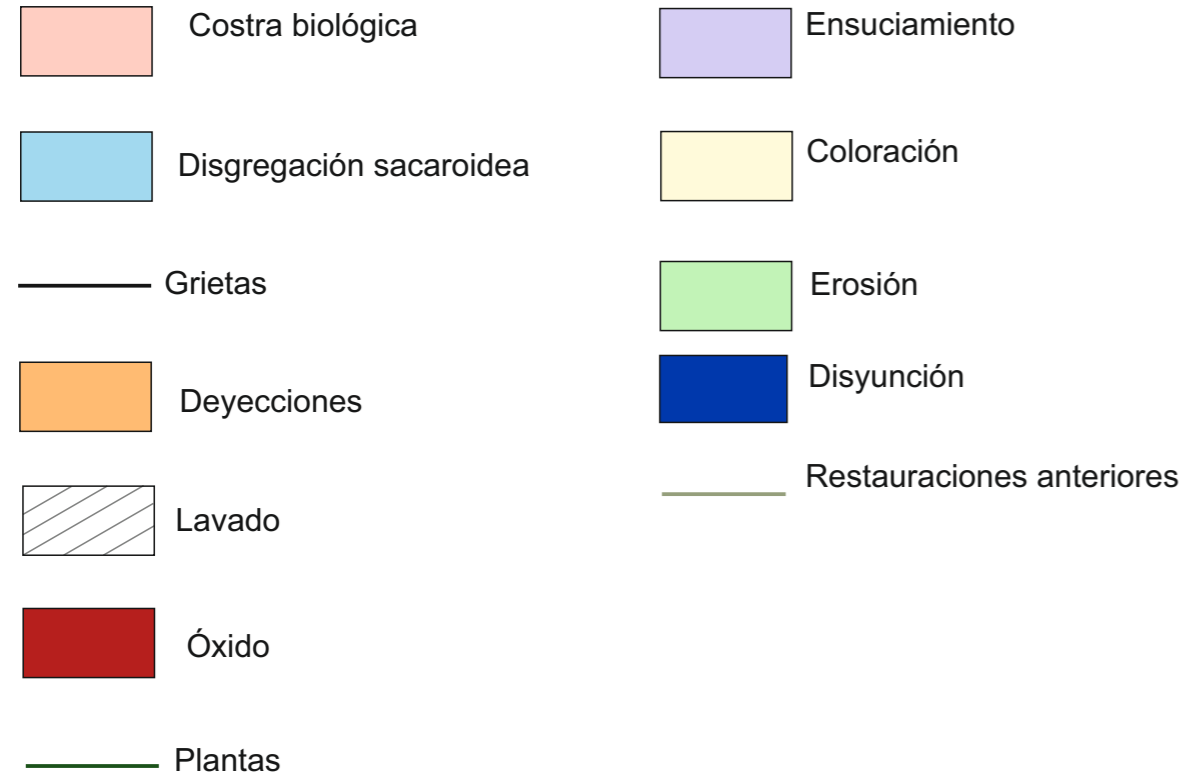 Costra biológica
Disgregación sacaroidea
Grietas
Deyecciones
Lavado
Óxido
Plantas
Ensuciamiento
Coloración
Erosión
Disyunción
Restauraciones anteriores